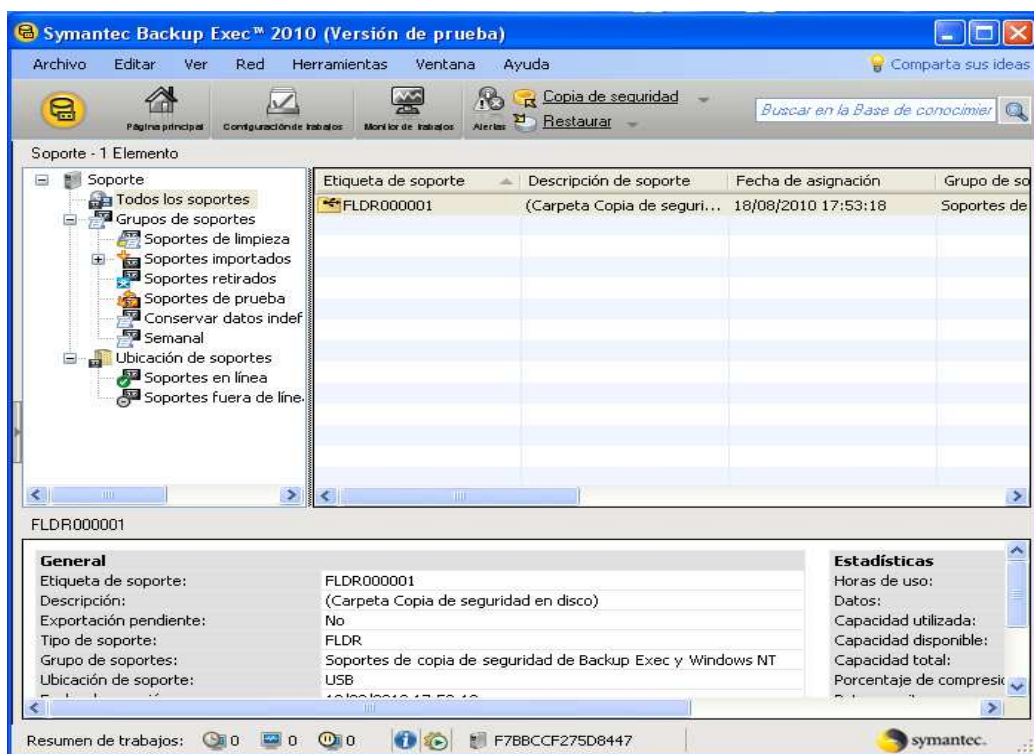 Symantec Backup Exec™ 2010 (Versión de prueba)
Archivo Editar Ver Red Herramientas Ventana Ayuda Comparta sus ideas
Página principal Configuración de trabajos Monitor de trabajos Alertas Copia de seguridad Restaurar Buscar en la Base de conocimier
Soporte - 1 Elemento
Soporte
Todos los soportes
Grupos de soportes
Soportes de limpieza
Soportes importados
Soportes retirados
Soportes de prueba
Conservar datos indef
Semanal
Ubicación de soportes
Soportes en línea
Soportes fuera de líne
Etiqueta de soporte Descripción de soporte Fecha de asignación Grupo de so
FLDR000001 (Carpeta Copia de seguri... 18/08/2010 17:53:18 Soportes de
FLDR000001
General
Etiqueta de soporte: FLDR000001
Descripción: (Carpeta Copia de seguridad en disco)
Exportación pendiente: No
Tipo de soporte: FLDR
Grupo de soportes: Soportes de copia de seguridad de Backup Exec y Windows NT
Ubicación de soporte: USB
Estadísticas
Horas de uso:
Datos:
Capacidad utilizada:
Capacidad disponible:
Capacidad total:
Porcentaje de compresió
Resumen de trabajos: 0 0 0 F7BBCCF275D8447 symantec.